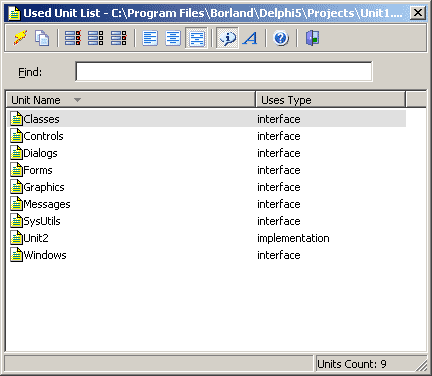 Used Unit List - C:\Program Files\Borland\Delphi5\Projects\Unit1....
Find:
Unit Name Uses Type
Classes interface
Controls interface
Dialogs interface
Forms interface
Graphics interface
Messages interface
SysUtils interface
Unit2 implementation
Windows interface
Units Count: 9